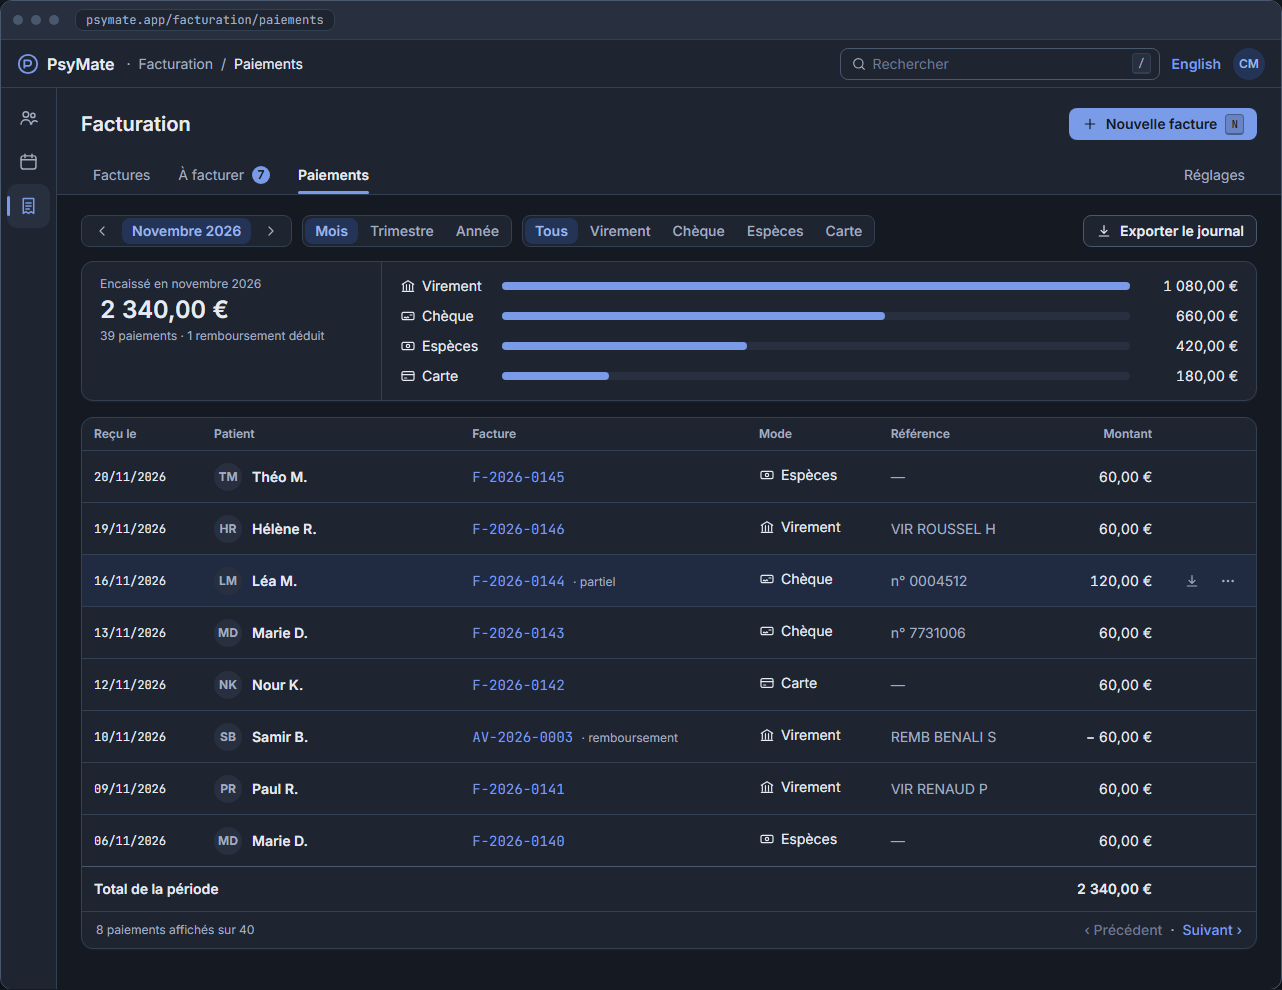 psymate.app/facturation/paiements
PsyMate · Facturation / Paiements
Rechercher /
English
CM
Facturation
+ Nouvelle facture N
Factures
À facturer 7
Paiements
Réglages
‹ Novembre 2026 ›
Mois Trimestre Année
Tous Virement Chèque Espèces Carte
Exporter le journal
Encaissé en novembre 2026
2 340,00 €
39 paiements · 1 remboursement déduit
Virement 1 080,00 €
Chèque 660,00 €
Espèces 420,00 €
Carte 180,00 €
Reçu le Patient Facture Mode Référence Montant
20/11/2026 TM Théo M. F-2026-0145 Espèces — 60,00 €
19/11/2026 HR Hélène R. F-2026-0146 Virement VIR ROUSSEL H 60,00 €
16/11/2026 LM Léa M. F-2026-0144 · partiel Chèque n° 0004512 120,00 € ···
13/11/2026 MD Marie D. F-2026-0143 Chèque n° 7731006 60,00 €
12/11/2026 NK Nour K. F-2026-0142 Carte — 60,00 €
10/11/2026 SB Samir B. AV-2026-0003 · remboursement Virement REMB BENALI S − 60,00 €
09/11/2026 PR Paul R. F-2026-0141 Virement VIR RENAUD P 60,00 €
06/11/2026 MD Marie D. F-2026-0140 Espèces — 60,00 €
Total de la période 2 340,00 €
8 paiements affichés sur 40
‹ Précédent · Suivant ›